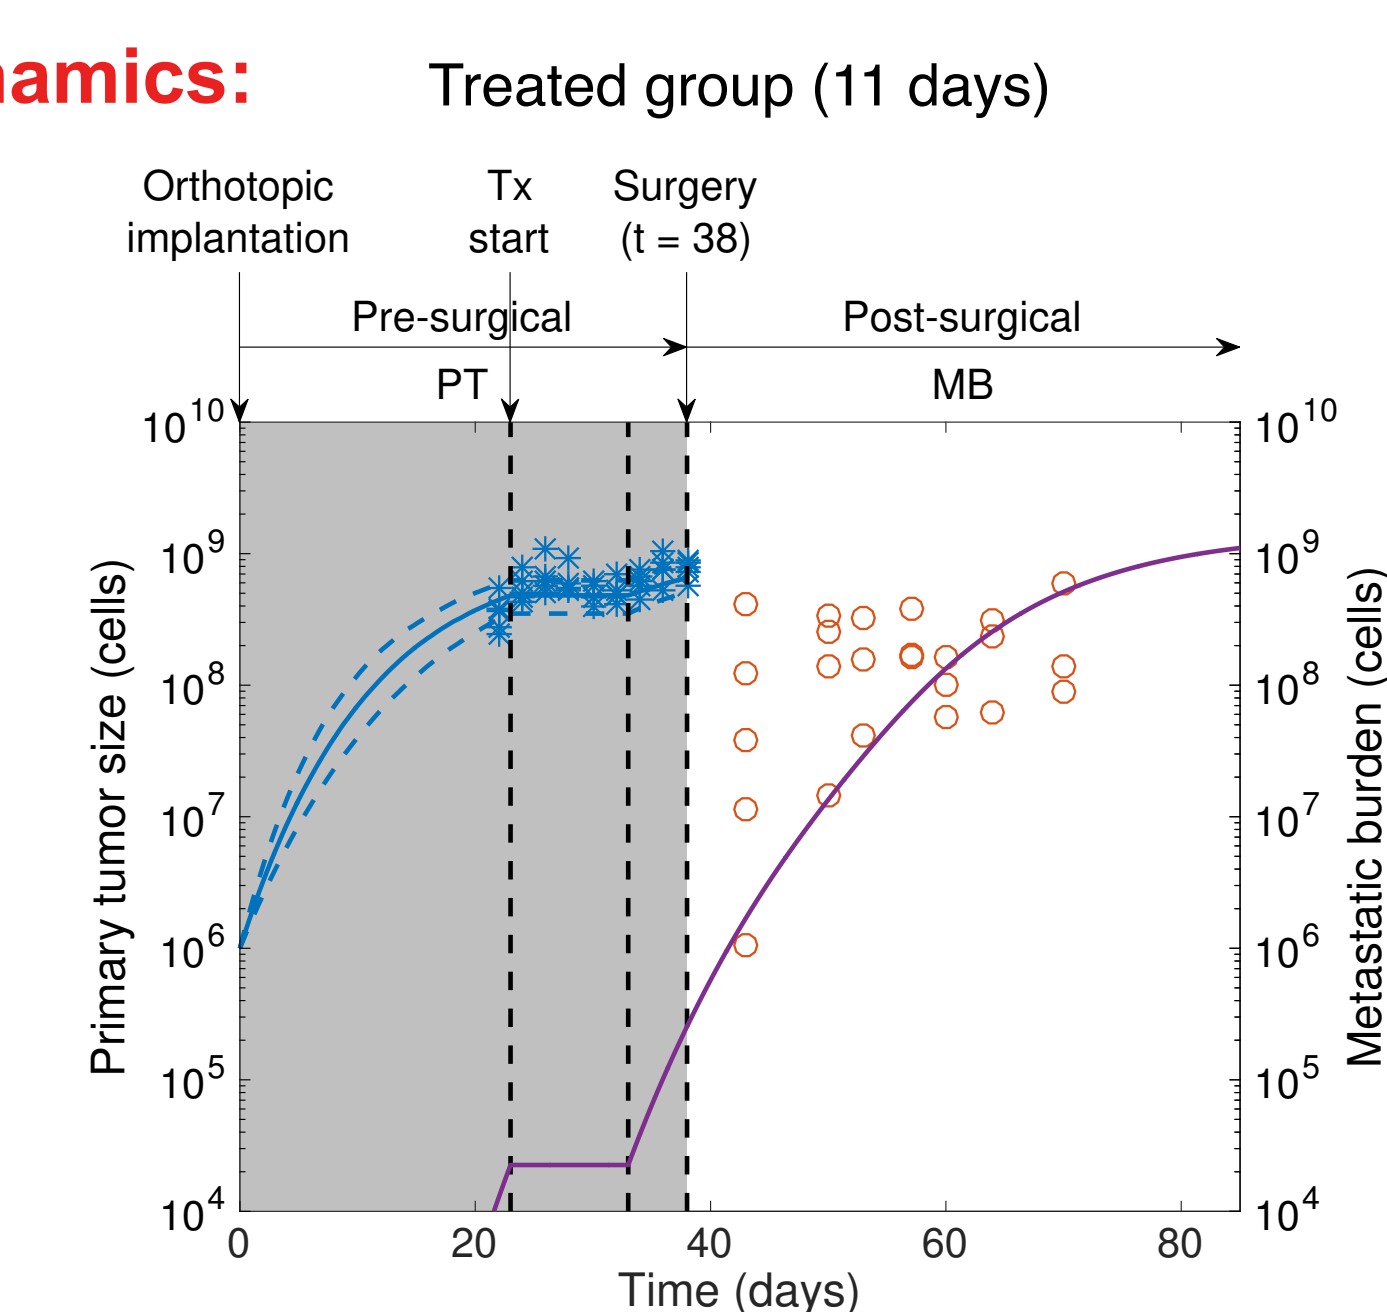 namics:
Treated group (11 days)
Orthotopic
implantation
Tx
start
Surgery
(t = 38)
Pre-surgical
Post-surgical
PT
MB
10^10
10^9
10^8
10^7
10^6
10^5
10^4
Primary tumor size (cells)
10^10
10^9
10^8
10^7
10^6
10^5
10^4
Metastatic burden (cells)
0 20 40 60 80
Time (days)